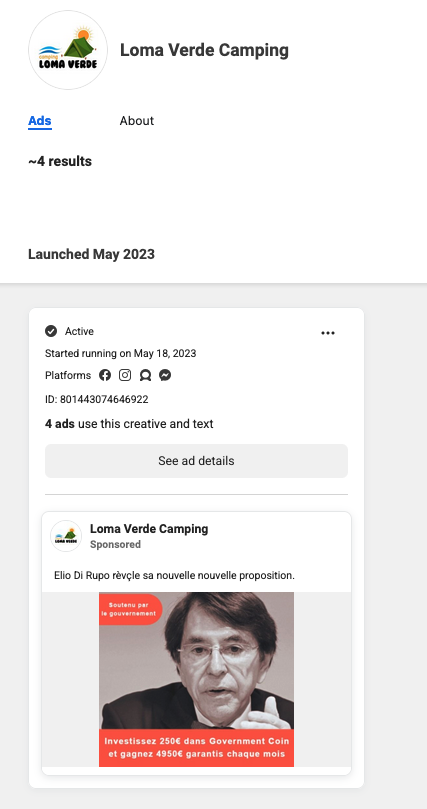 camping
LOMA VERDE
Loma Verde Camping
Ads About
~4 results
Launched May 2023
Active
Started running on May 18, 2023
Platforms
ID: 801443074646922
4 ads use this creative and text
See ad details
LOMA VERDE
Loma Verde Camping
Sponsored
Elio Di Rupo rèvçle sa nouvelle nouvelle proposition.
Soutenu par
le gouvernement
Investissez 250€ dans Government Coin
et gagnez 4950€ garantis chaque mois